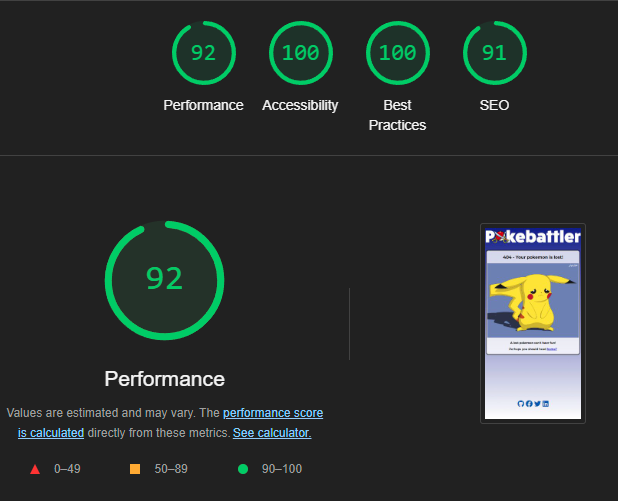 92
100
100
91
Performance
Accessibility
Best
Practices
SEO
92
Performance
Values are estimated and may vary. The performance score
is calculated directly from these metrics. See calculator.
0–49
50–89
90–100
Pokebattler
404 - Your pokemon is lost!